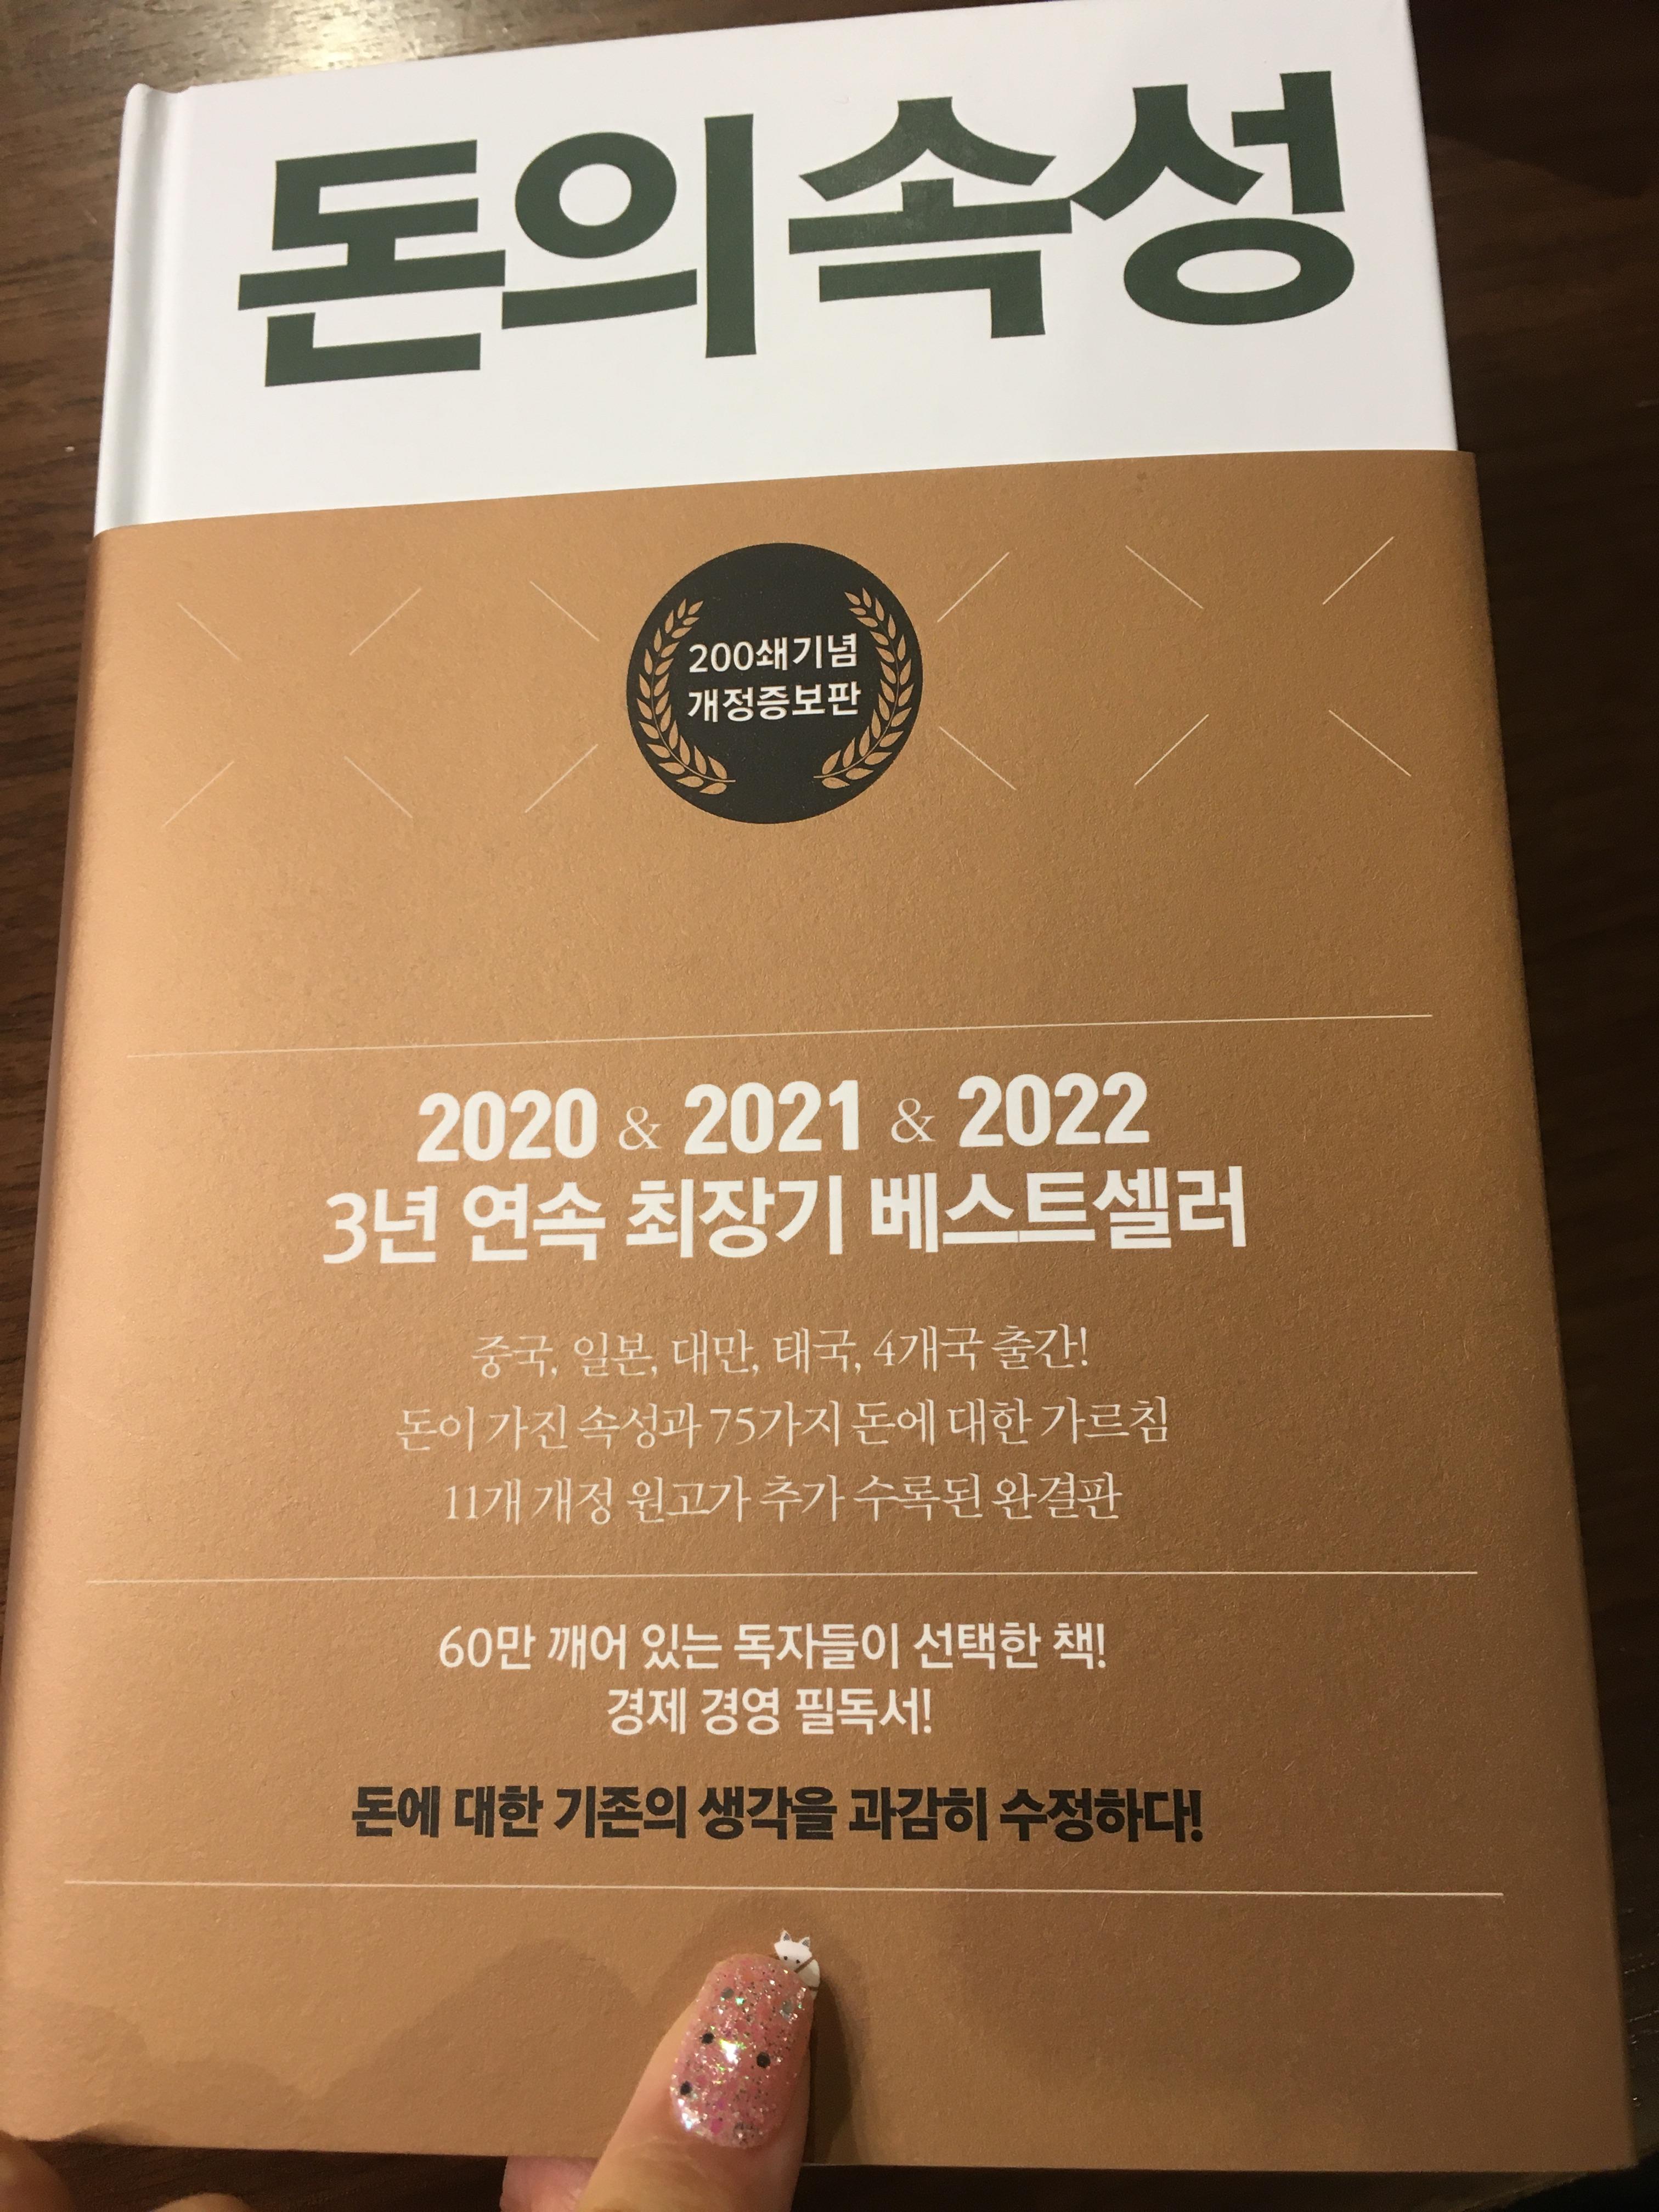 돈의 속성
200쇄기념
개정증보판
2020 & 2021 & 2022
3년 연속 최장기 베스트셀러
중국, 일본, 대만, 태국, 4개국 출간!
돈이 가진 속성과 75가지 돈에 대한 가르침
11개 개정 원고가 추가 수록된 완결판
60만 깨어 있는 독자들이 선택한 책!
경제 경영 필독서!
돈에 대한 기존의 생각을 과감히 수정하다!